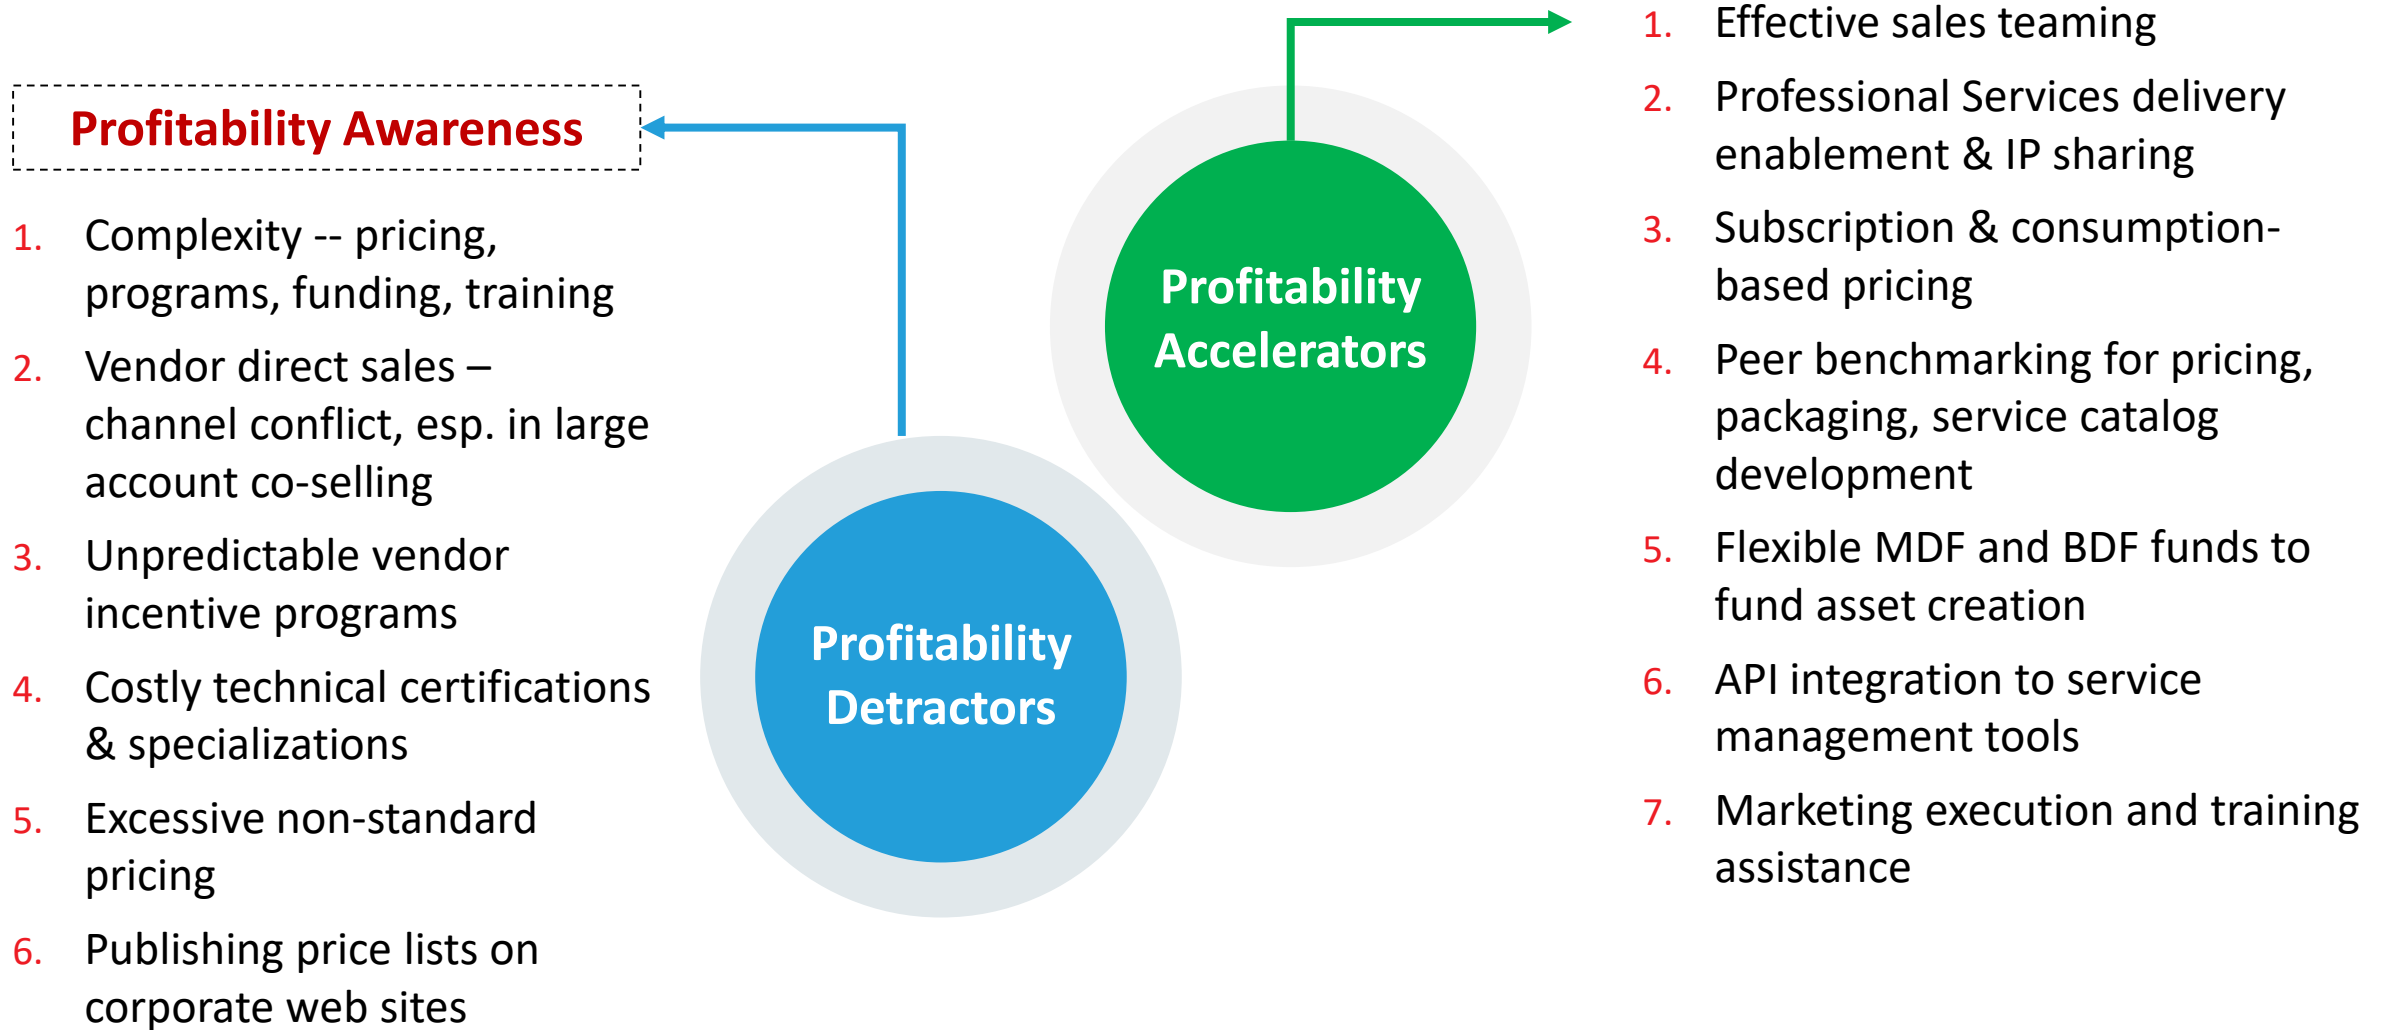 Profitability Awareness
1. Complexity -- pricing,
programs, funding, training
2. Vendor direct sales –
channel conflict, esp. in large
account co-selling
3. Unpredictable vendor
incentive programs
4. Costly technical certifications
& specializations
5. Excessive non-standard
pricing
6. Publishing price lists on
corporate web sites
Profitability
Detractors
Profitability
Accelerators
1. Effective sales teaming
2. Professional Services delivery
enablement & IP sharing
3. Subscription & consumption-
based pricing
4. Peer benchmarking for pricing,
packaging, service catalog
development
5. Flexible MDF and BDF funds to
fund asset creation
6. API integration to service
management tools
7. Marketing execution and training
assistance